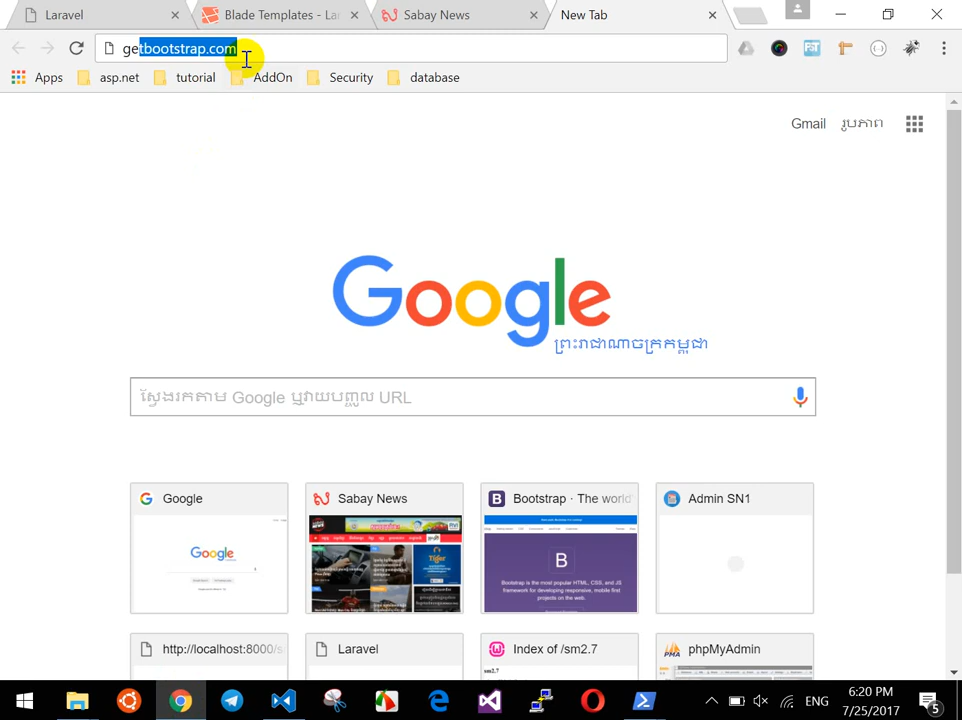 Laravel
Blade Templates - La
Sabay News
New Tab
getbootstrap.com
Apps
asp.net
tutorial
AddOn
Security
database
Gmail
រូបភាព
Google
ព្រះរាជាណាចក្រកម្ពុជា
ស្វែងរកតាម Google ឬវាយបញ្ចូល URL
Google
Sabay News
Bootstrap · The world'
Admin SN1
Google
B
Bootstrap is the most popular HTML, CSS, and JS
framework for developing responsive, mobile first
projects on the web.
http://localhost:8000/s
Laravel
Index of /sm2.7
phpMyAdmin
sm2.7
ENG
6:20 PM
7/25/2017
5